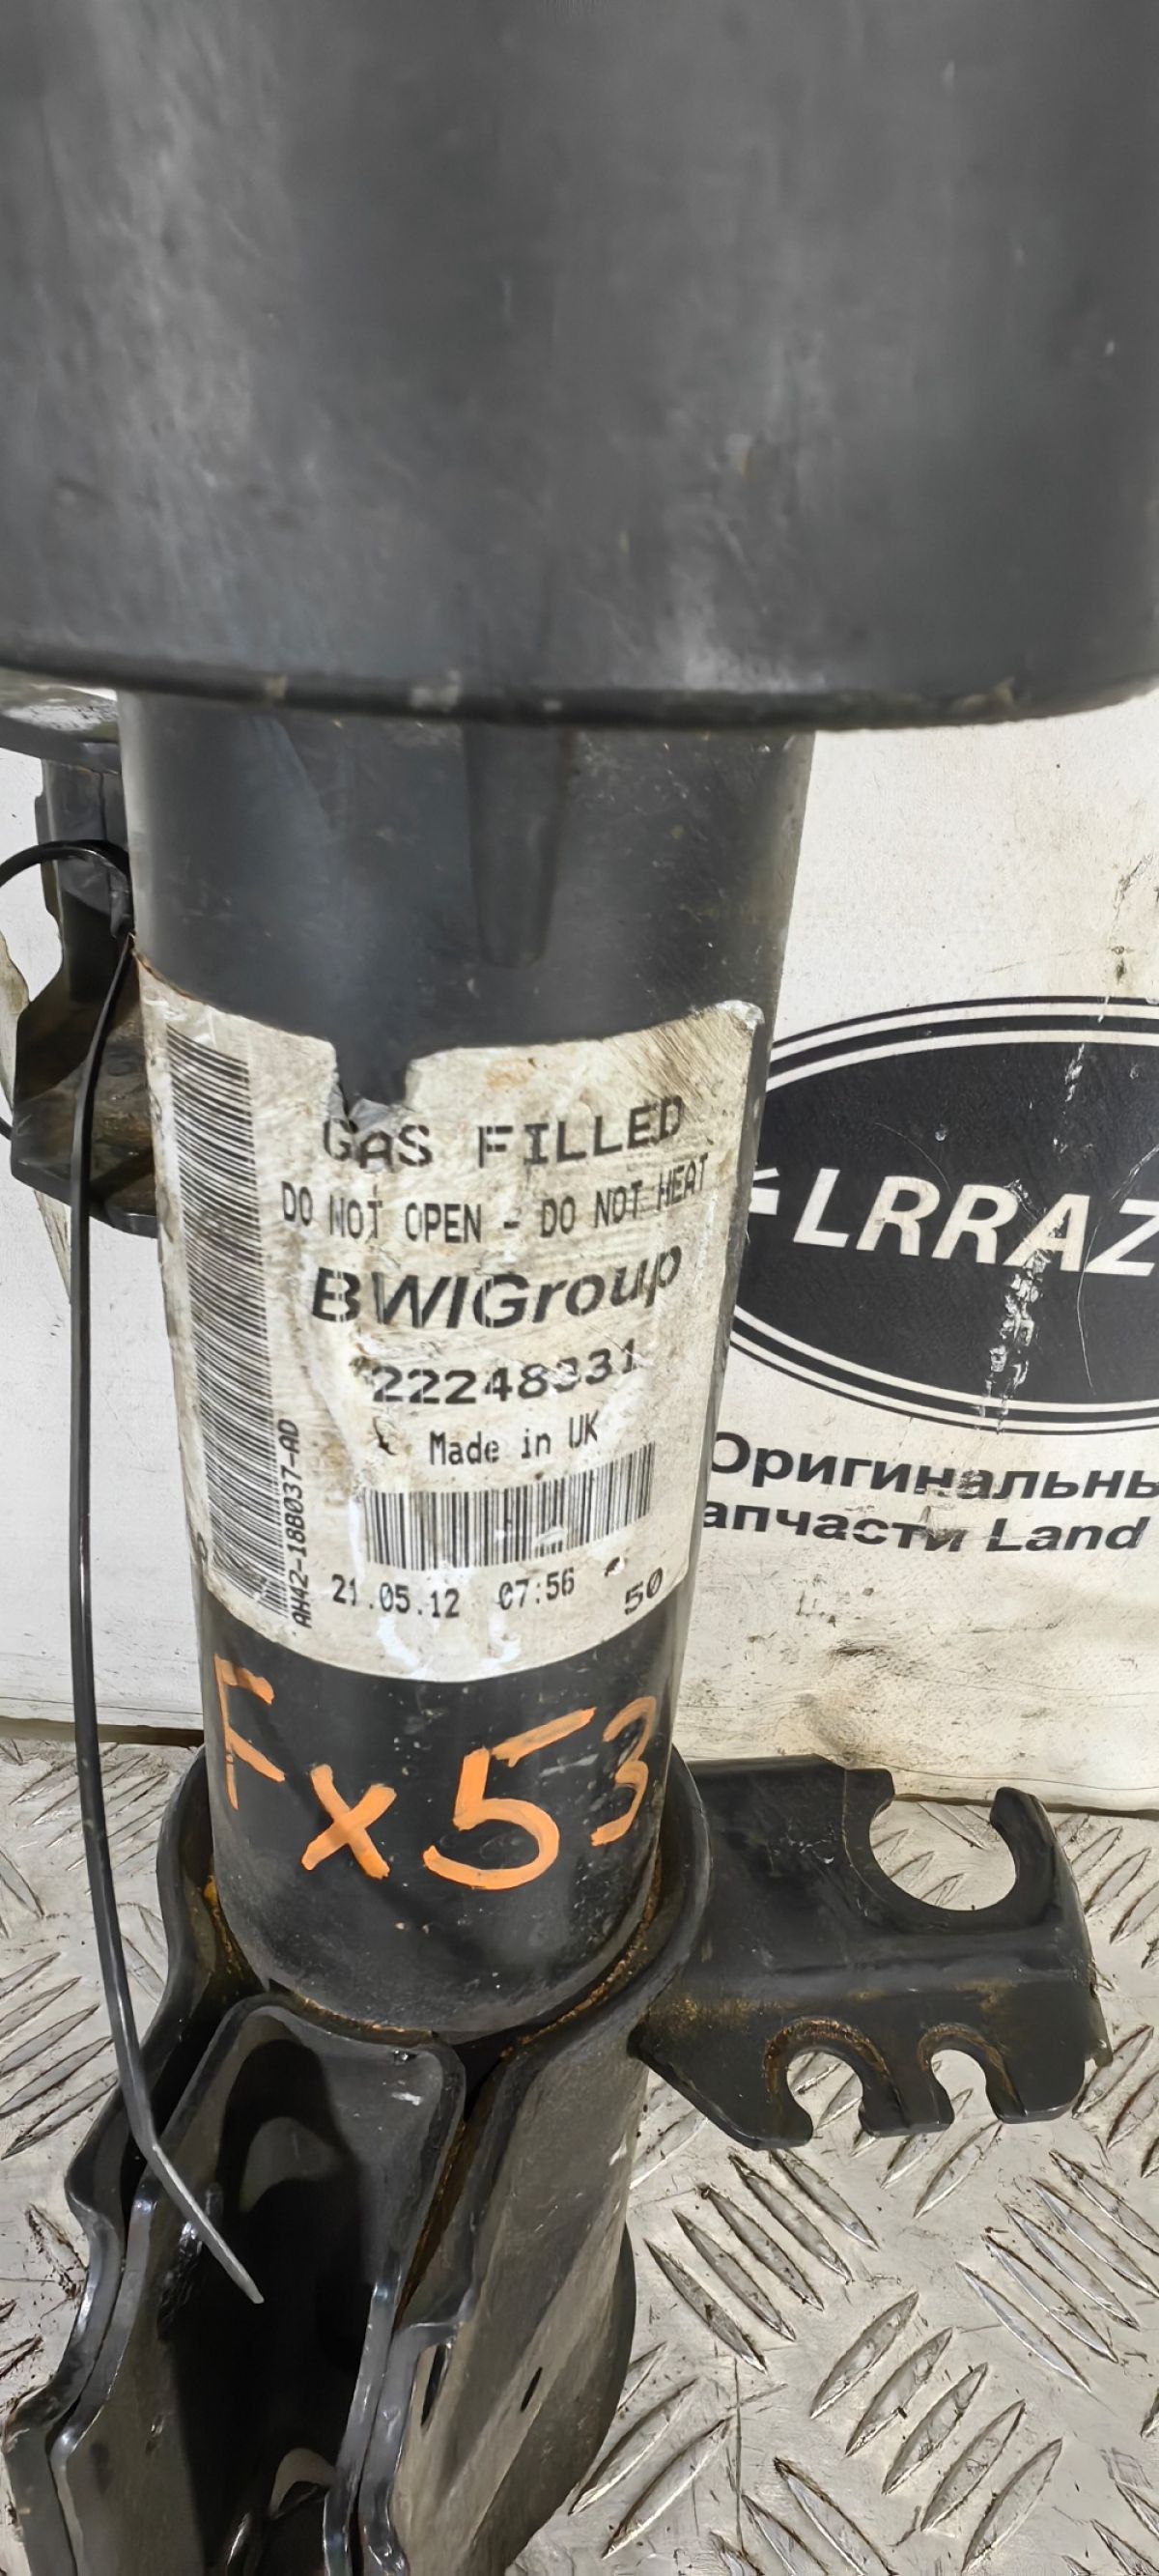 GAS FILLED
DO NOT OPEN - DO NOT HEAT
BWIGroup
22248331
Made in UK
21.05.12 07:56 50
AH42-18B037-AD
Fx53
LRRAZ
Оригинальны
апчасти Land